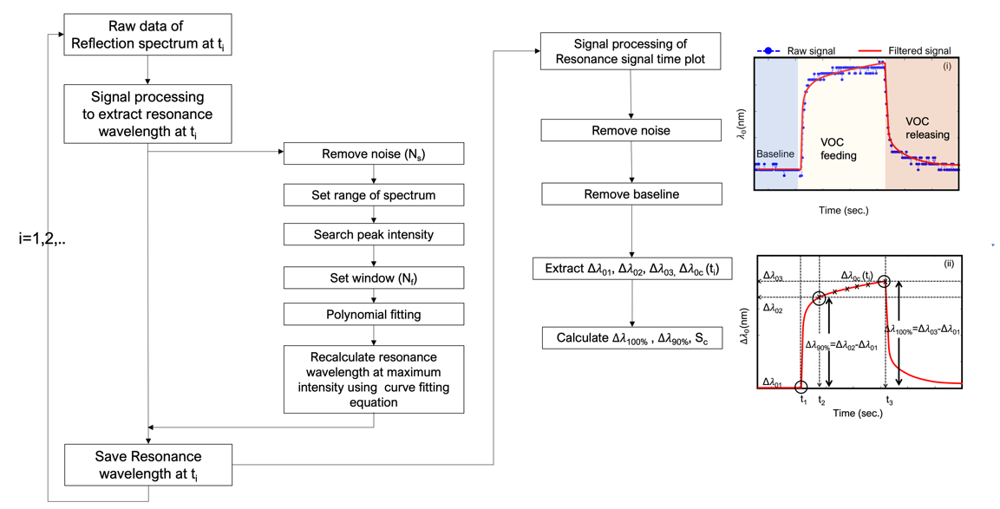 Raw data of
Reflection spectrum at tᵢ
Signal processing
to extract resonance
wavelength at tᵢ
Remove noise (Nₛ)
Set range of spectrum
Search peak intensity
Set window (N_f)
Polynomial fitting
Recalculate resonance
wavelength at maximum
intensity using curve fitting
equation
i=1,2,..
Save Resonance
wavelength at tᵢ
Signal processing of
Resonance signal time plot
Remove noise
Remove baseline
Extract Δλ₀₁, Δλ₀₂, Δλ₀₃, Δλ₀c (tᵢ)
Calculate Δλ₁₀₀% , Δλ₉₀%, S_c
Raw signal
Filtered signal
(i)
λ₀(nm)
Baseline
VOC
feeding
VOC
releasing
Time (sec.)
(ii)
Δλ₀(nm)
Δλ₀₃
Δλ₀c(tᵢ)
Δλ₀₂
Δλ₁₀₀%=Δλ₀₃-Δλ₀₁
Δλ₉₀%=Δλ₀₂-Δλ₀₁
Δλ₀₁
t₁
t₂
t₃
Time (sec.)